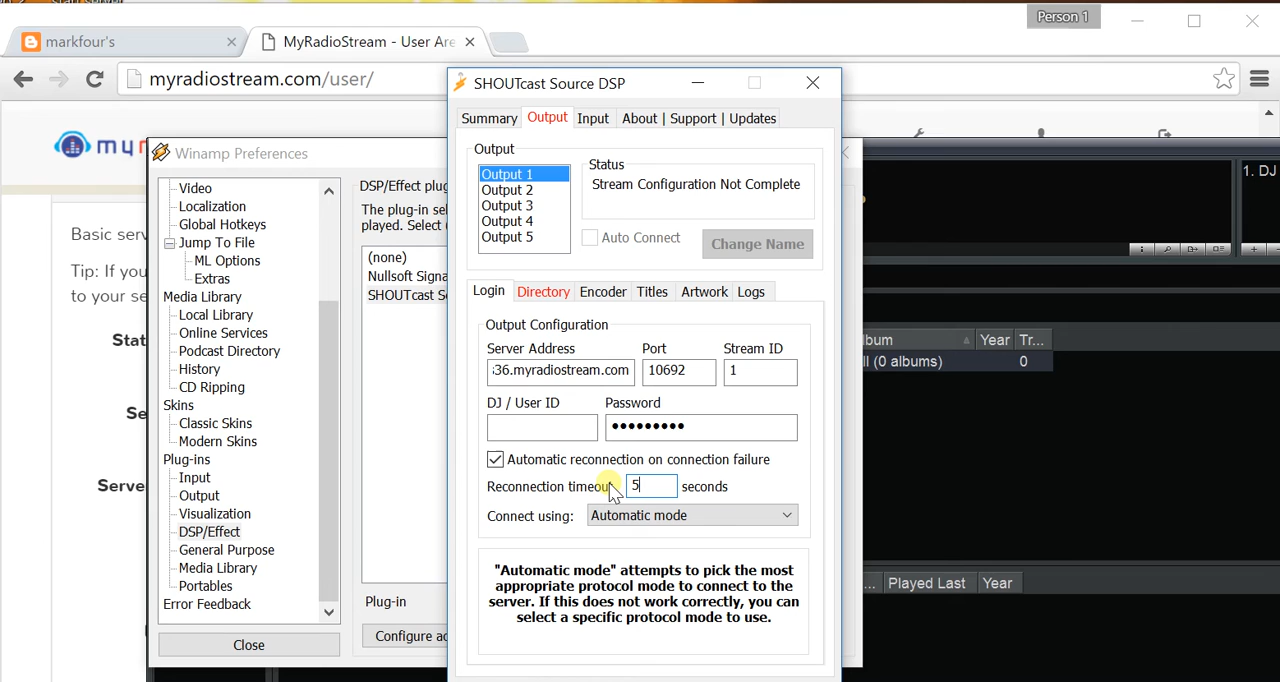 Person 1
markfour's
MyRadioStream - User Are
myradiostream.com/user/
my
Basic serv
Tip: If you
to your se
Stat
Se
Serve
Winamp Preferences
Video
Localization
Global Hotkeys
Jump To File
ML Options
Extras
Media Library
Local Library
Online Services
Podcast Directory
History
CD Ripping
Skins
Classic Skins
Modern Skins
Plug-ins
Input
Output
Visualization
DSP/Effect
General Purpose
Media Library
Portables
Error Feedback
Close
DSP/Effect plug
The plug-in sel
played. Select
(none)
Nullsoft Signa
SHOUTcast So
Plug-in
Configure ac
SHOUTcast Source DSP
Summary Output Input About | Support | Updates
Output
Output 1
Output 2
Output 3
Output 4
Output 5
Status
Stream Configuration Not Complete
Auto Connect
Change Name
Login Directory Encoder Titles Artwork Logs
Output Configuration
Server Address Port Stream ID
36.myradiostream.com 10692 1
DJ / User ID Password
•••••••••
Automatic reconnection on connection failure
Reconnection timeou 5 seconds
Connect using: Automatic mode
"Automatic mode" attempts to pick the most
appropriate protocol mode to connect to the
server. If this does not work correctly, you can
select a specific protocol mode to use.
1. DJ
bum Year Tr...
ll (0 albums) 0
... Played Last Year